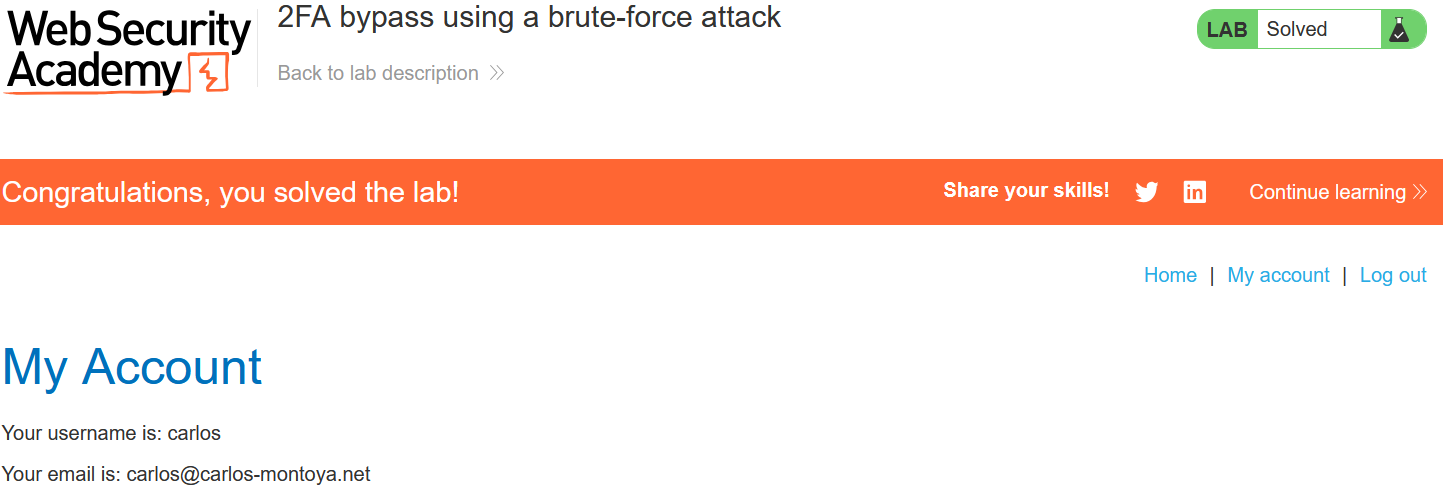 Web Security
Academy
2FA bypass using a brute-force attack
Back to lab description
LAB Solved
Congratulations, you solved the lab!
Share your skills!
Continue learning
Home | My account | Log out
My Account
Your username is: carlos
Your email is: carlos@carlos-montoya.net